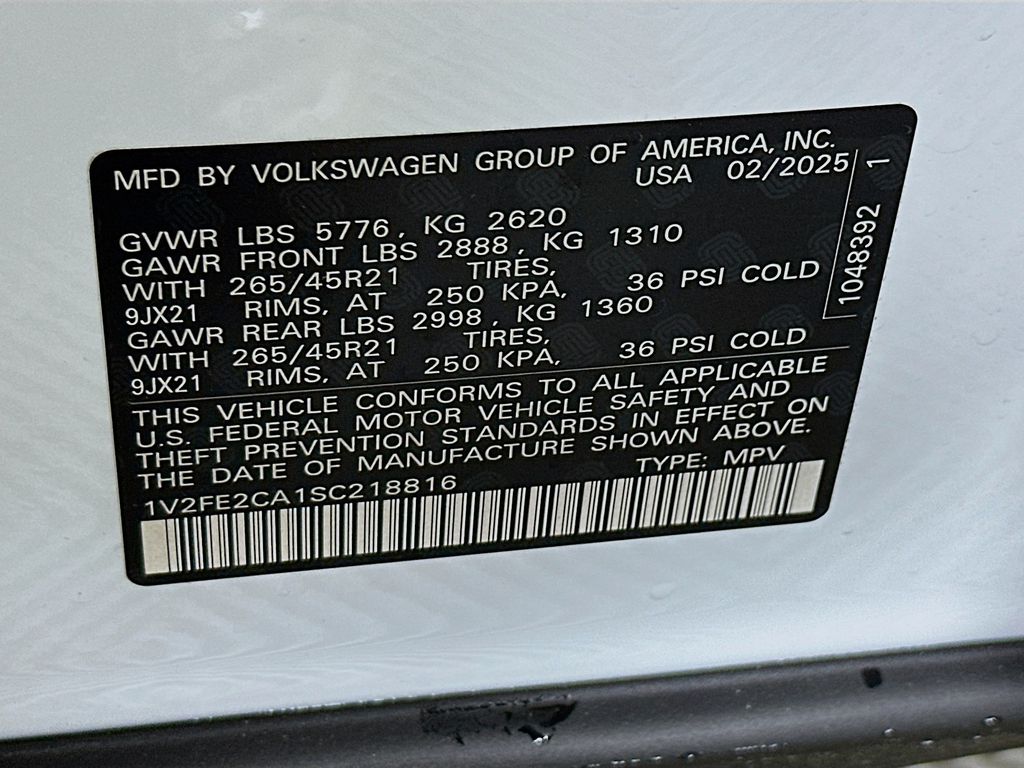 MFD BY VOLKSWAGEN GROUP OF AMERICA, INC.
USA 02/2025
GVWR LBS 5776, KG 2620
GAWR FRONT LBS 2888, KG 1310
WITH 265/45R21 TIRES,
9JX21 RIMS, AT 250 KPA, 36 PSI COLD
GAWR REAR LBS 2998, KG 1360
WITH 265/45R21 TIRES,
9JX21 RIMS, AT 250 KPA, 36 PSI COLD
THIS VEHICLE CONFORMS TO ALL APPLICABLE
U.S. FEDERAL MOTOR VEHICLE SAFETY AND
THEFT PREVENTION STANDARDS IN EFFECT ON
THE DATE OF MANUFACTURE SHOWN ABOVE.
1V2FE2CA1SC218816 TYPE: MPV
1048392 1